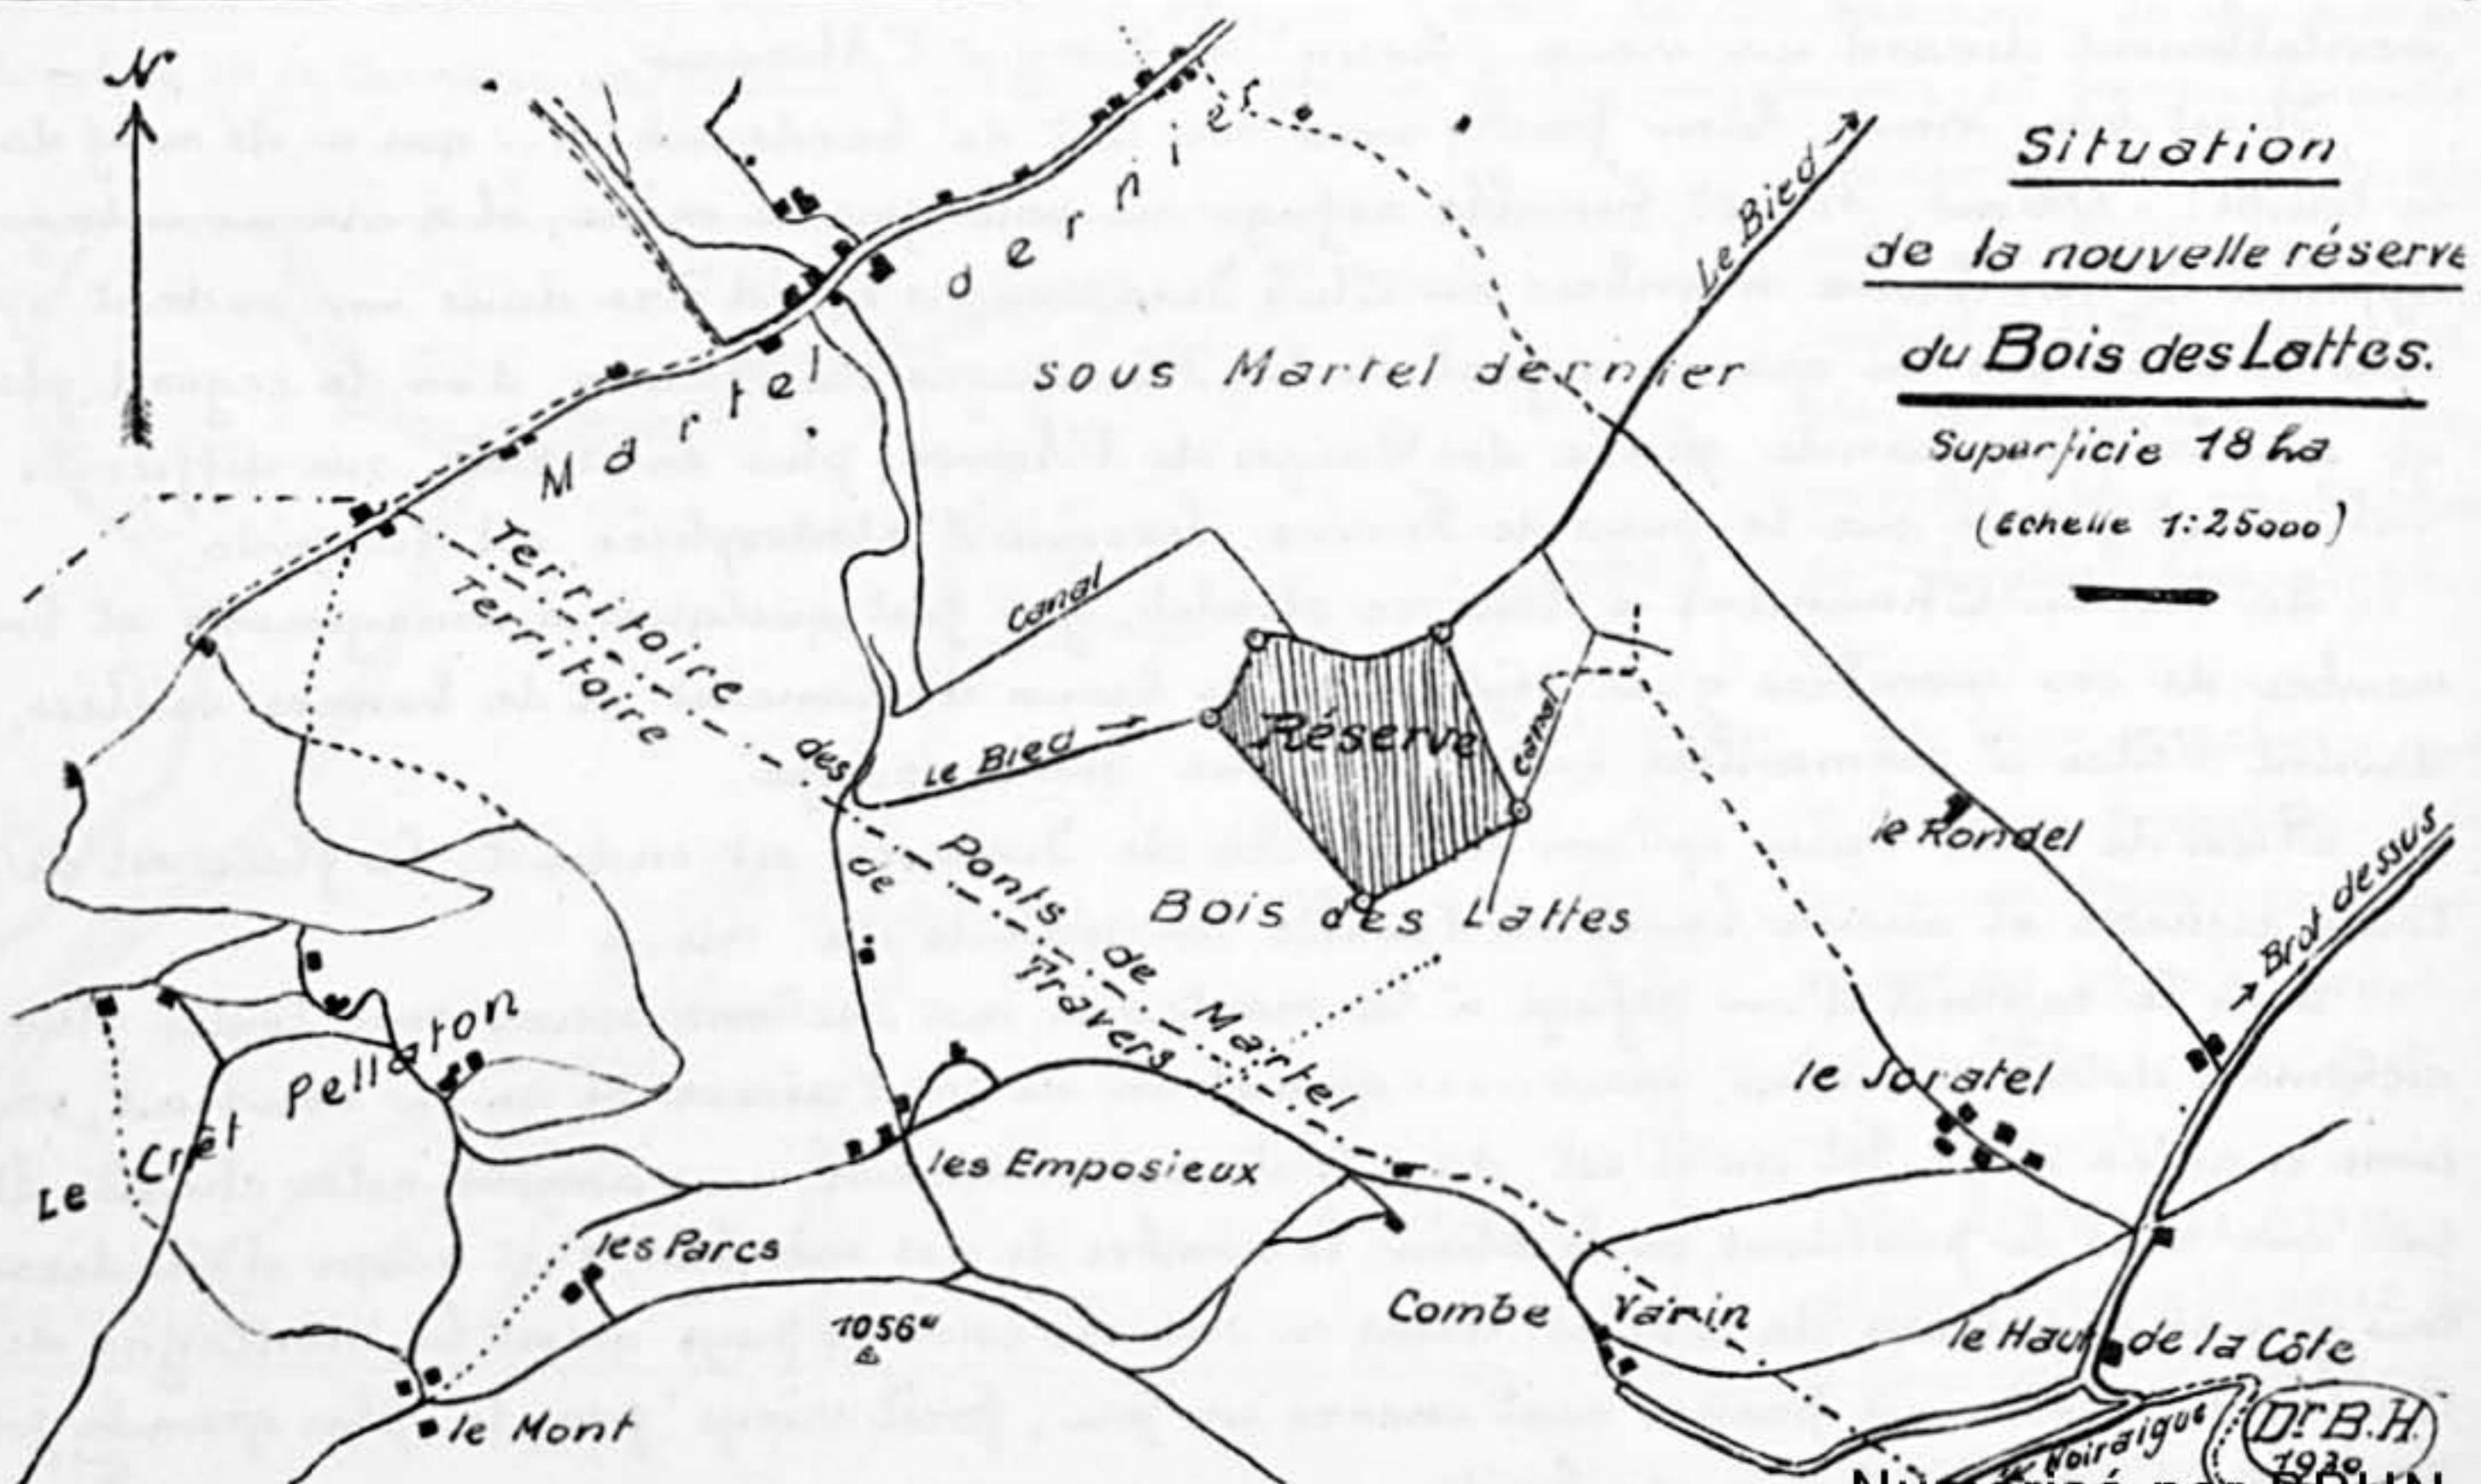 N
Situation
de la nouvelle réserve
du Bois des Lattes.
Superficie 18 ha
(Echelle 1:25000)
Martel dernier
sous Martel dernier
Le Bied
Canal
Territoire des Ponts de Martel
Territoire de Travers
Le Bied
Réserve
Canal
le Rondel
Bois des Lattes
Brot dessus
le Joratel
Le Crêt Pellaton
les Emposieux
les Parcs
1056m
Combe Varin
le Haut de la Côte
le Mont
Noiraigue
Dr B.H.